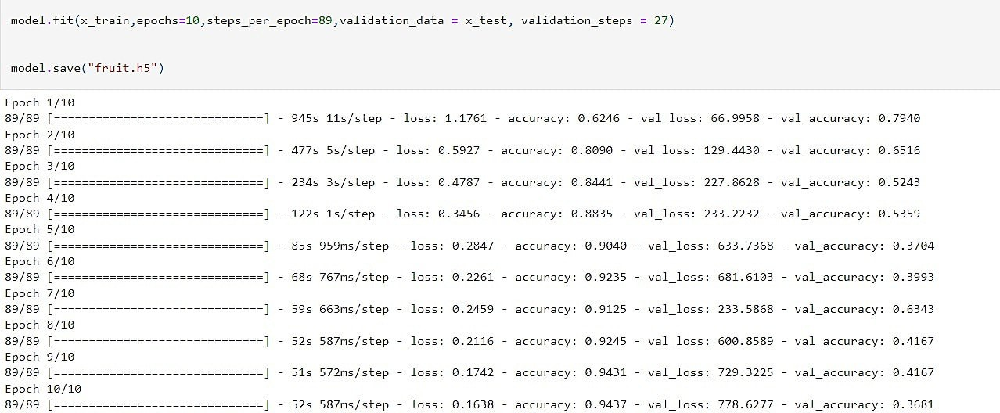 model.fit(x_train,epochs=10,steps_per_epoch=89,validation_data = x_test, validation_steps = 27)
model.save("fruit.h5")
Epoch 1/10
89/89 [==============================] - 945s 11s/step - loss: 1.1761 - accuracy: 0.6246 - val_loss: 66.9958 - val_accuracy: 0.7940
Epoch 2/10
89/89 [==============================] - 477s 5s/step - loss: 0.5927 - accuracy: 0.8090 - val_loss: 129.4430 - val_accuracy: 0.6516
Epoch 3/10
89/89 [==============================] - 234s 3s/step - loss: 0.4787 - accuracy: 0.8441 - val_loss: 227.8628 - val_accuracy: 0.5243
Epoch 4/10
89/89 [==============================] - 122s 1s/step - loss: 0.3456 - accuracy: 0.8835 - val_loss: 233.2232 - val_accuracy: 0.5359
Epoch 5/10
89/89 [==============================] - 85s 959ms/step - loss: 0.2847 - accuracy: 0.9040 - val_loss: 633.7368 - val_accuracy: 0.3704
Epoch 6/10
89/89 [==============================] - 68s 767ms/step - loss: 0.2261 - accuracy: 0.9235 - val_loss: 681.6103 - val_accuracy: 0.3993
Epoch 7/10
89/89 [==============================] - 59s 663ms/step - loss: 0.2459 - accuracy: 0.9125 - val_loss: 233.5868 - val_accuracy: 0.6343
Epoch 8/10
89/89 [==============================] - 52s 587ms/step - loss: 0.2116 - accuracy: 0.9245 - val_loss: 600.8589 - val_accuracy: 0.4167
Epoch 9/10
89/89 [==============================] - 51s 572ms/step - loss: 0.1742 - accuracy: 0.9431 - val_loss: 729.3225 - val_accuracy: 0.4167
Epoch 10/10
89/89 [==============================] - 52s 587ms/step - loss: 0.1638 - accuracy: 0.9437 - val_loss: 778.6277 - val_accuracy: 0.3681